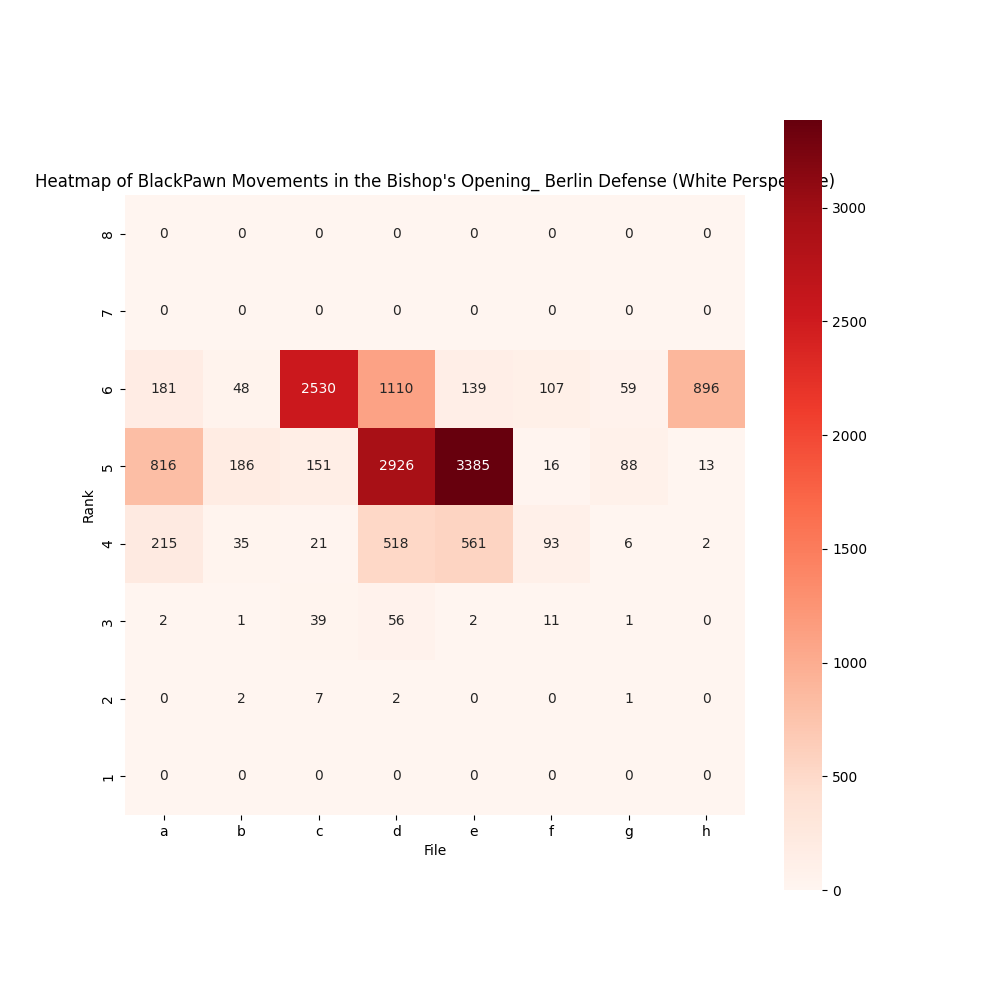 Heatmap of BlackPawn Movements in the Bishop's Opening_ Berlin Defense (White Perspe e)
8 0 0 0 0 0 0 0 0
7 0 0 0 0 0 0 0 0
6 181 48 2530 1110 139 107 59 896
5 816 186 151 2926 3385 16 88 13
4 215 35 21 518 561 93 6 2
3 2 1 39 56 2 11 1 0
2 0 2 7 2 0 0 1 0
1 0 0 0 0 0 0 0 0
a b c d e f g h
File
Rank
3000
2500
2000
1500
1000
500
0